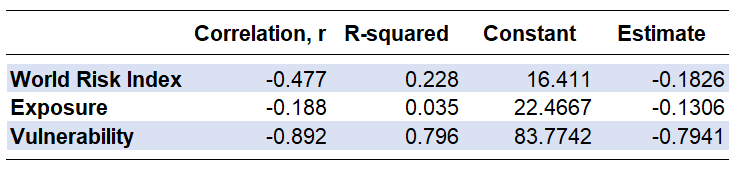 Correlation, r R-squared Constant Estimate
World Risk Index -0.477 0.228 16.411 -0.1826
Exposure -0.188 0.035 22.4667 -0.1306
Vulnerability -0.892 0.796 83.7742 -0.7941